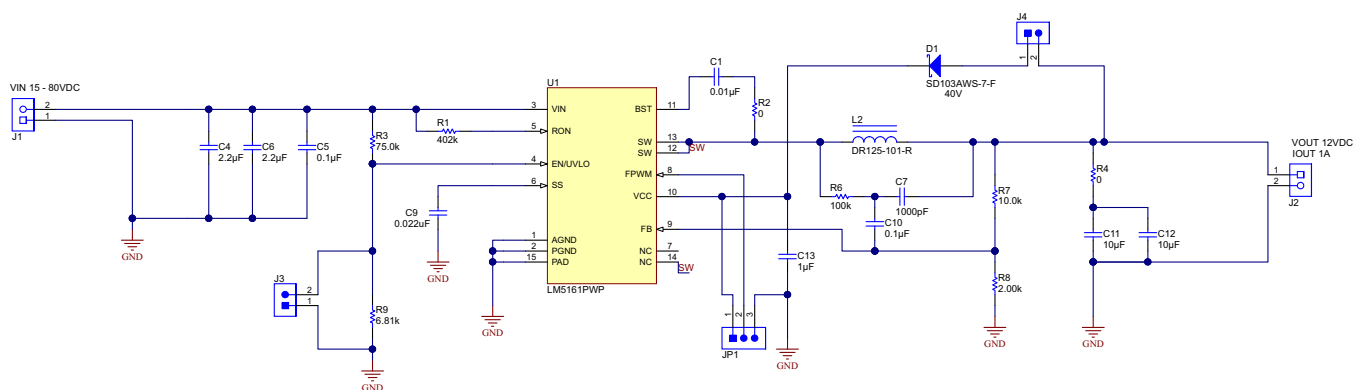 VIN 15 - 80VDC
2
1
J1
C4
2.2µF
C6
2.2µF
C5
0.1µF
R3
75.0k
R1
402k
GND
J3
2
1
R9
6.81k
GND
C9
0.022uF
GND
GND
U1
3
VIN
5
RON
4
EN/UVLO
6
SS
1
AGND
2
PGND
15
PAD
BST
11
SW
13
SW
12
SW
FPWM
8
VCC
10
FB
9
NC
7
NC
14
SW
LM5161PWP
C1
0.01µF
R2
0
D1
SD103AWS-7-F
40V
J4
1
2
L2
DR125-101-R
R6
100k
C7
1000pF
C10
0.1µF
C13
1µF
1
2
3
JP1
GND
R7
10.0k
R8
2.00k
GND
R4
0
C11
10µF
C12
10µF
GND
VOUT 12VDC
IOUT 1A
1
2
J2